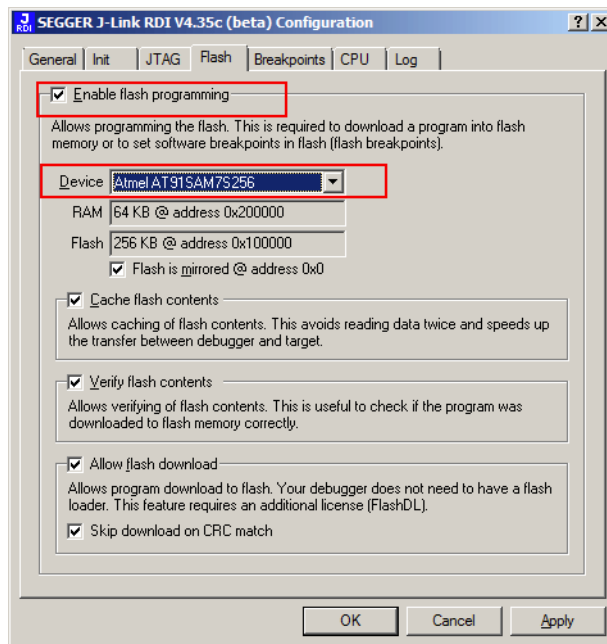 J RDI SEGGER J-Link RDI V4.35c (beta) Configuration ? X
General Init JTAG Flash Breakpoints CPU Log
Enable flash programming
Allows programming the flash. This is required to download a program into flash
memory or to set software breakpoints in flash (flash breakpoints).
Device Atmel AT91SAM7S256
RAM 64 KB @ address 0x200000
Flash 256 KB @ address 0x100000
Flash is mirrored @ address 0x0
Cache flash contents
Allows caching of flash contents. This avoids reading data twice and speeds up
the transfer between debugger and target.
Verify flash contents
Allows verifying of flash contents. This is useful to check if the program was
downloaded to flash memory correctly.
Allow flash download
Allows program download to flash. Your debugger does not need to have a flash
loader. This feature requires an additional license (FlashDL).
Skip download on CRC match
OK Cancel Apply